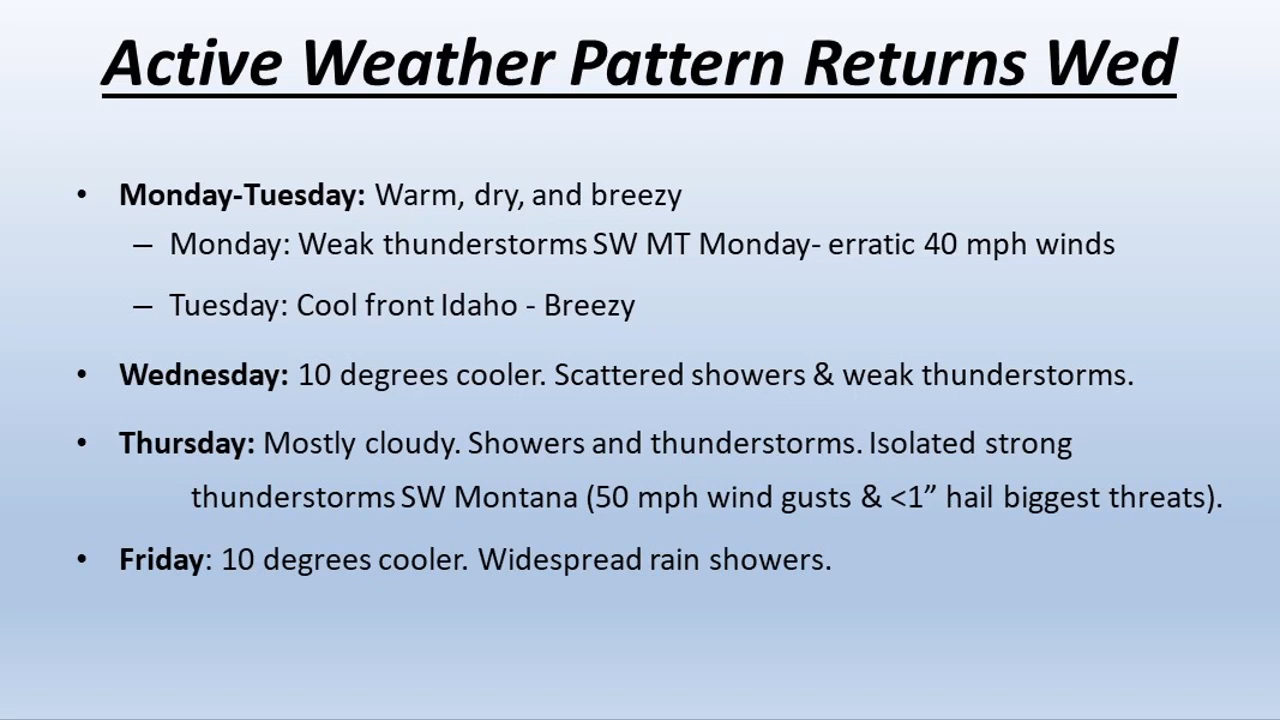 Active Weather Pattern Returns Wed
• Monday-Tuesday: Warm, dry, and breezy
– Monday: Weak thunderstorms SW MT Monday- erratic 40 mph winds
– Tuesday: Cool front Idaho - Breezy
• Wednesday: 10 degrees cooler. Scattered showers & weak thunderstorms.
• Thursday: Mostly cloudy. Showers and thunderstorms. Isolated strong
thunderstorms SW Montana (50 mph wind gusts & <1” hail biggest threats).
• Friday: 10 degrees cooler. Widespread rain showers.